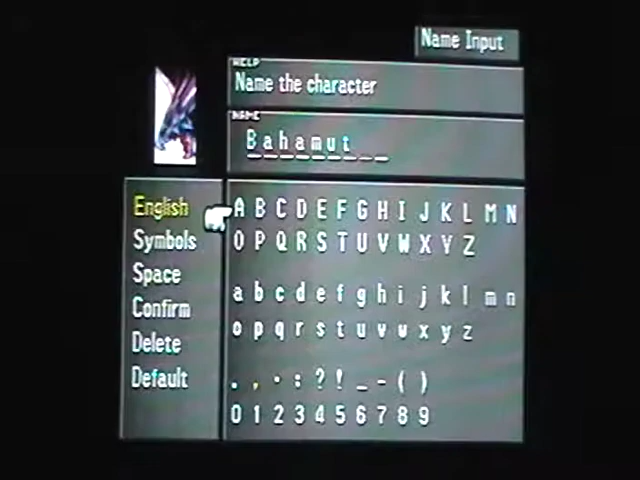 Name Input
HELP
Name the character
NAME
Bahamut
English
Symbols
Space
Confirm
Delete
Default
A B C D E F G H I J K L M N
O P Q R S T U V W X Y Z
a b c d e f g h i j k l m n
o p q r s t u v w x y z
. , · : ? ! _ - ( )
0 1 2 3 4 5 6 7 8 9